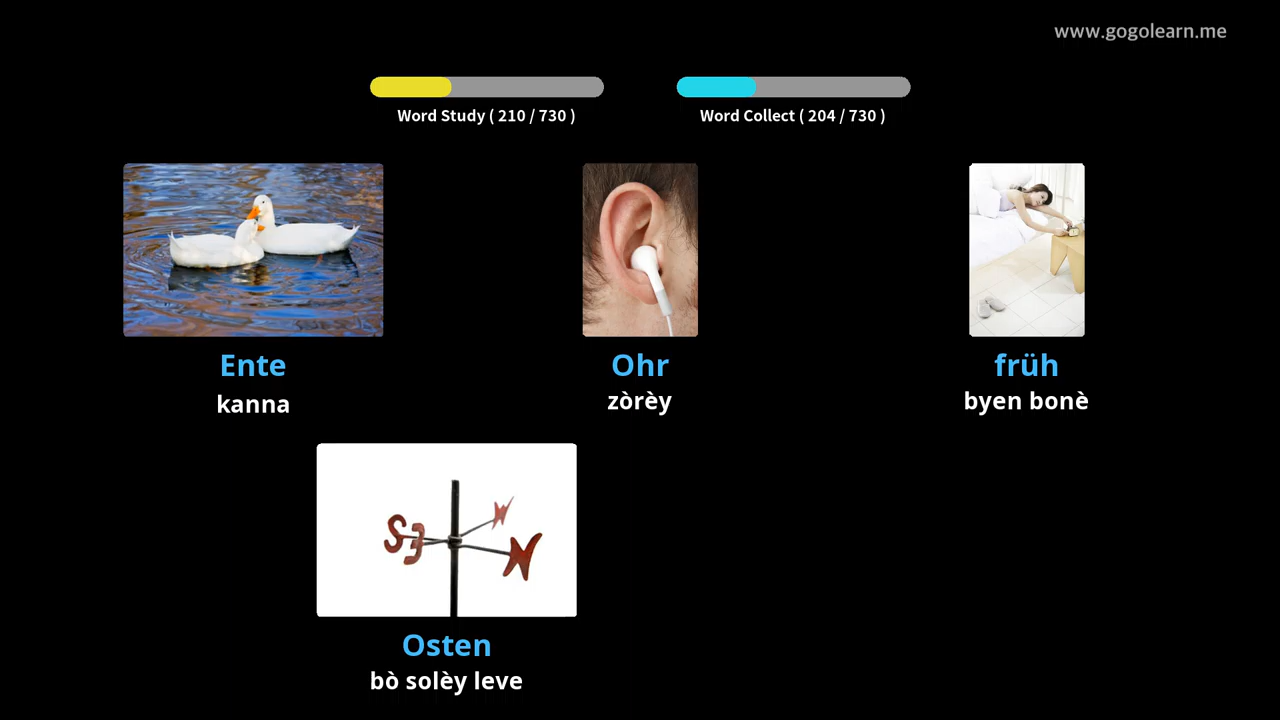 www.gogolearn.me
Word Study ( 210 / 730 )
Word Collect ( 204 / 730 )
Ente
kanna
Ohr
zòrèy
früh
byen bonè
S E N
Osten
bò solèy leve